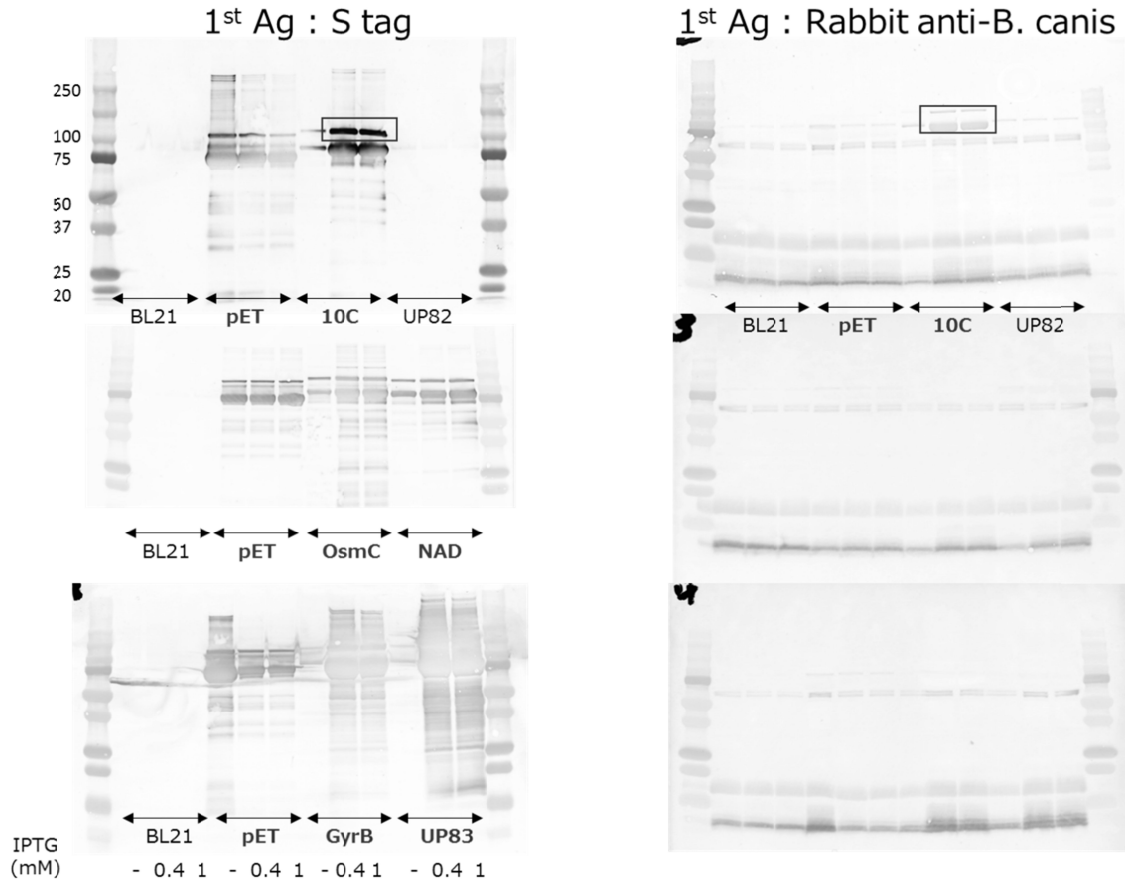 1st Ag : S tag
1st Ag : Rabbit anti-B. canis
250
100
75
50
37
25
20
BL21 pET 10C UP82
BL21 pET 10C UP82
3
BL21 pET OsmC NAD
4
BL21 pET GyrB UP83
IPTG
(mM)
- 0.4 1 - 0.4 1 - 0.4 1 - 0.4 1